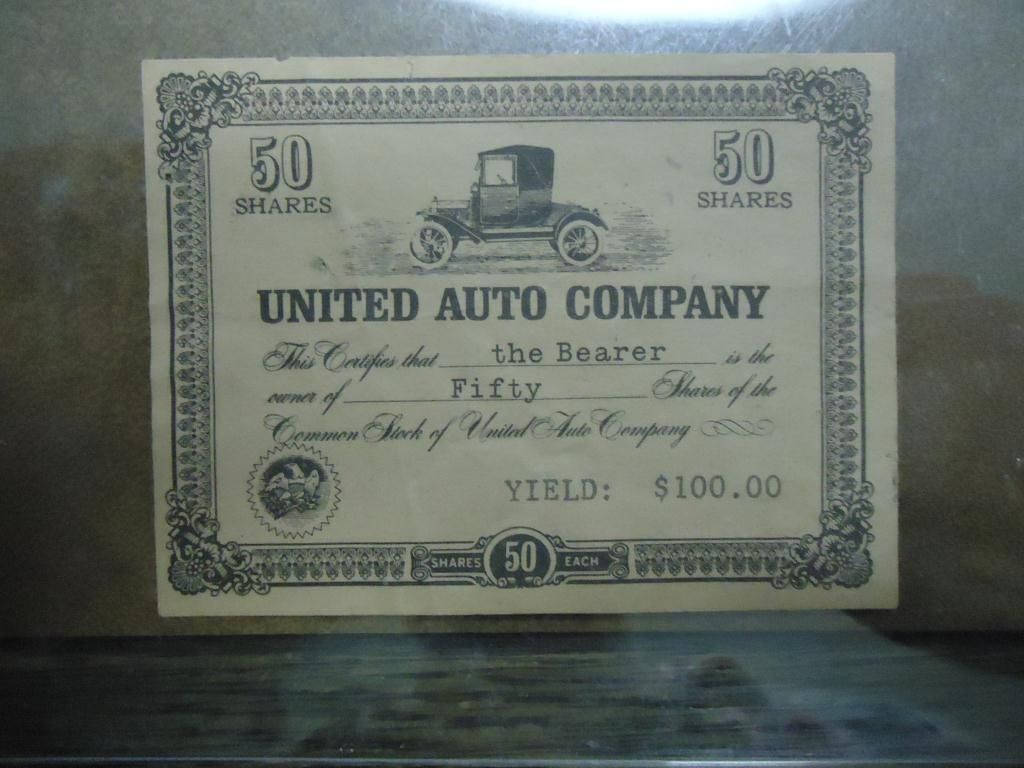 50 50
SHARES SHARES
UNITED AUTO COMPANY
This Certifies that the Bearer is the
owner of Fifty Shares of the
Common Stock of United Auto Company
YIELD: $100.00
SHARES 50 EACH